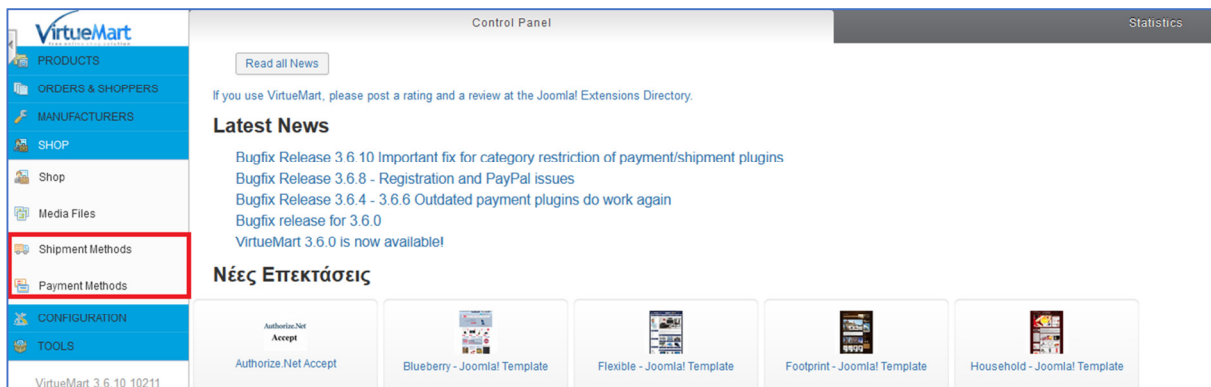 VirtueMart
free online shop solution
Control Panel
Statistics
PRODUCTS
ORDERS & SHOPPERS
MANUFACTURERS
SHOP
Shop
Media Files
Shipment Methods
Payment Methods
CONFIGURATION
TOOLS
VirtueMart 3.6.10 10211
Read all News
If you use VirtueMart, please post a rating and a review at the Joomla! Extensions Directory.
Latest News
Bugfix Release 3.6.10 Important fix for category restriction of payment/shipment plugins
Bugfix Release 3.6.8 - Registration and PayPal issues
Bugfix Release 3.6.4 - 3.6.6 Outdated payment plugins do work again
Bugfix release for 3.6.0
VirtueMart 3.6.0 is now available!
Νέες Επεκτάσεις
Authorize.Net
Accept
Authorize.Net Accept
Blueberry - Joomla! Template
Flexible - Joomla! Template
Footprint - Joomla! Template
Household - Joomla! Template